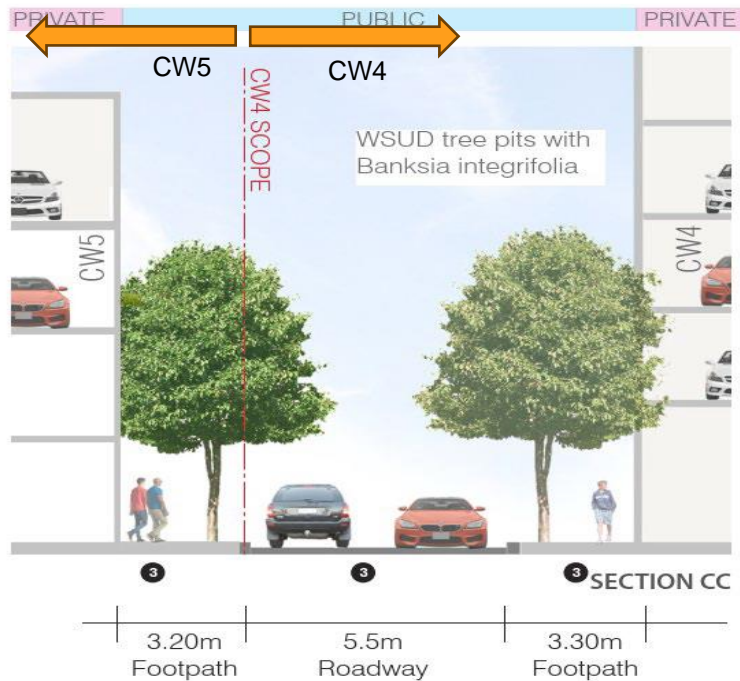 PRIVATE
PUBLIC
PRIVATE
CW5
CW4
CW4 SCOPE
WSUD tree pits with
Banksia integrifolia
CW5
CW4
3
3
3
SECTION CC
3.20m
Footpath
5.5m
Roadway
3.30m
Footpath